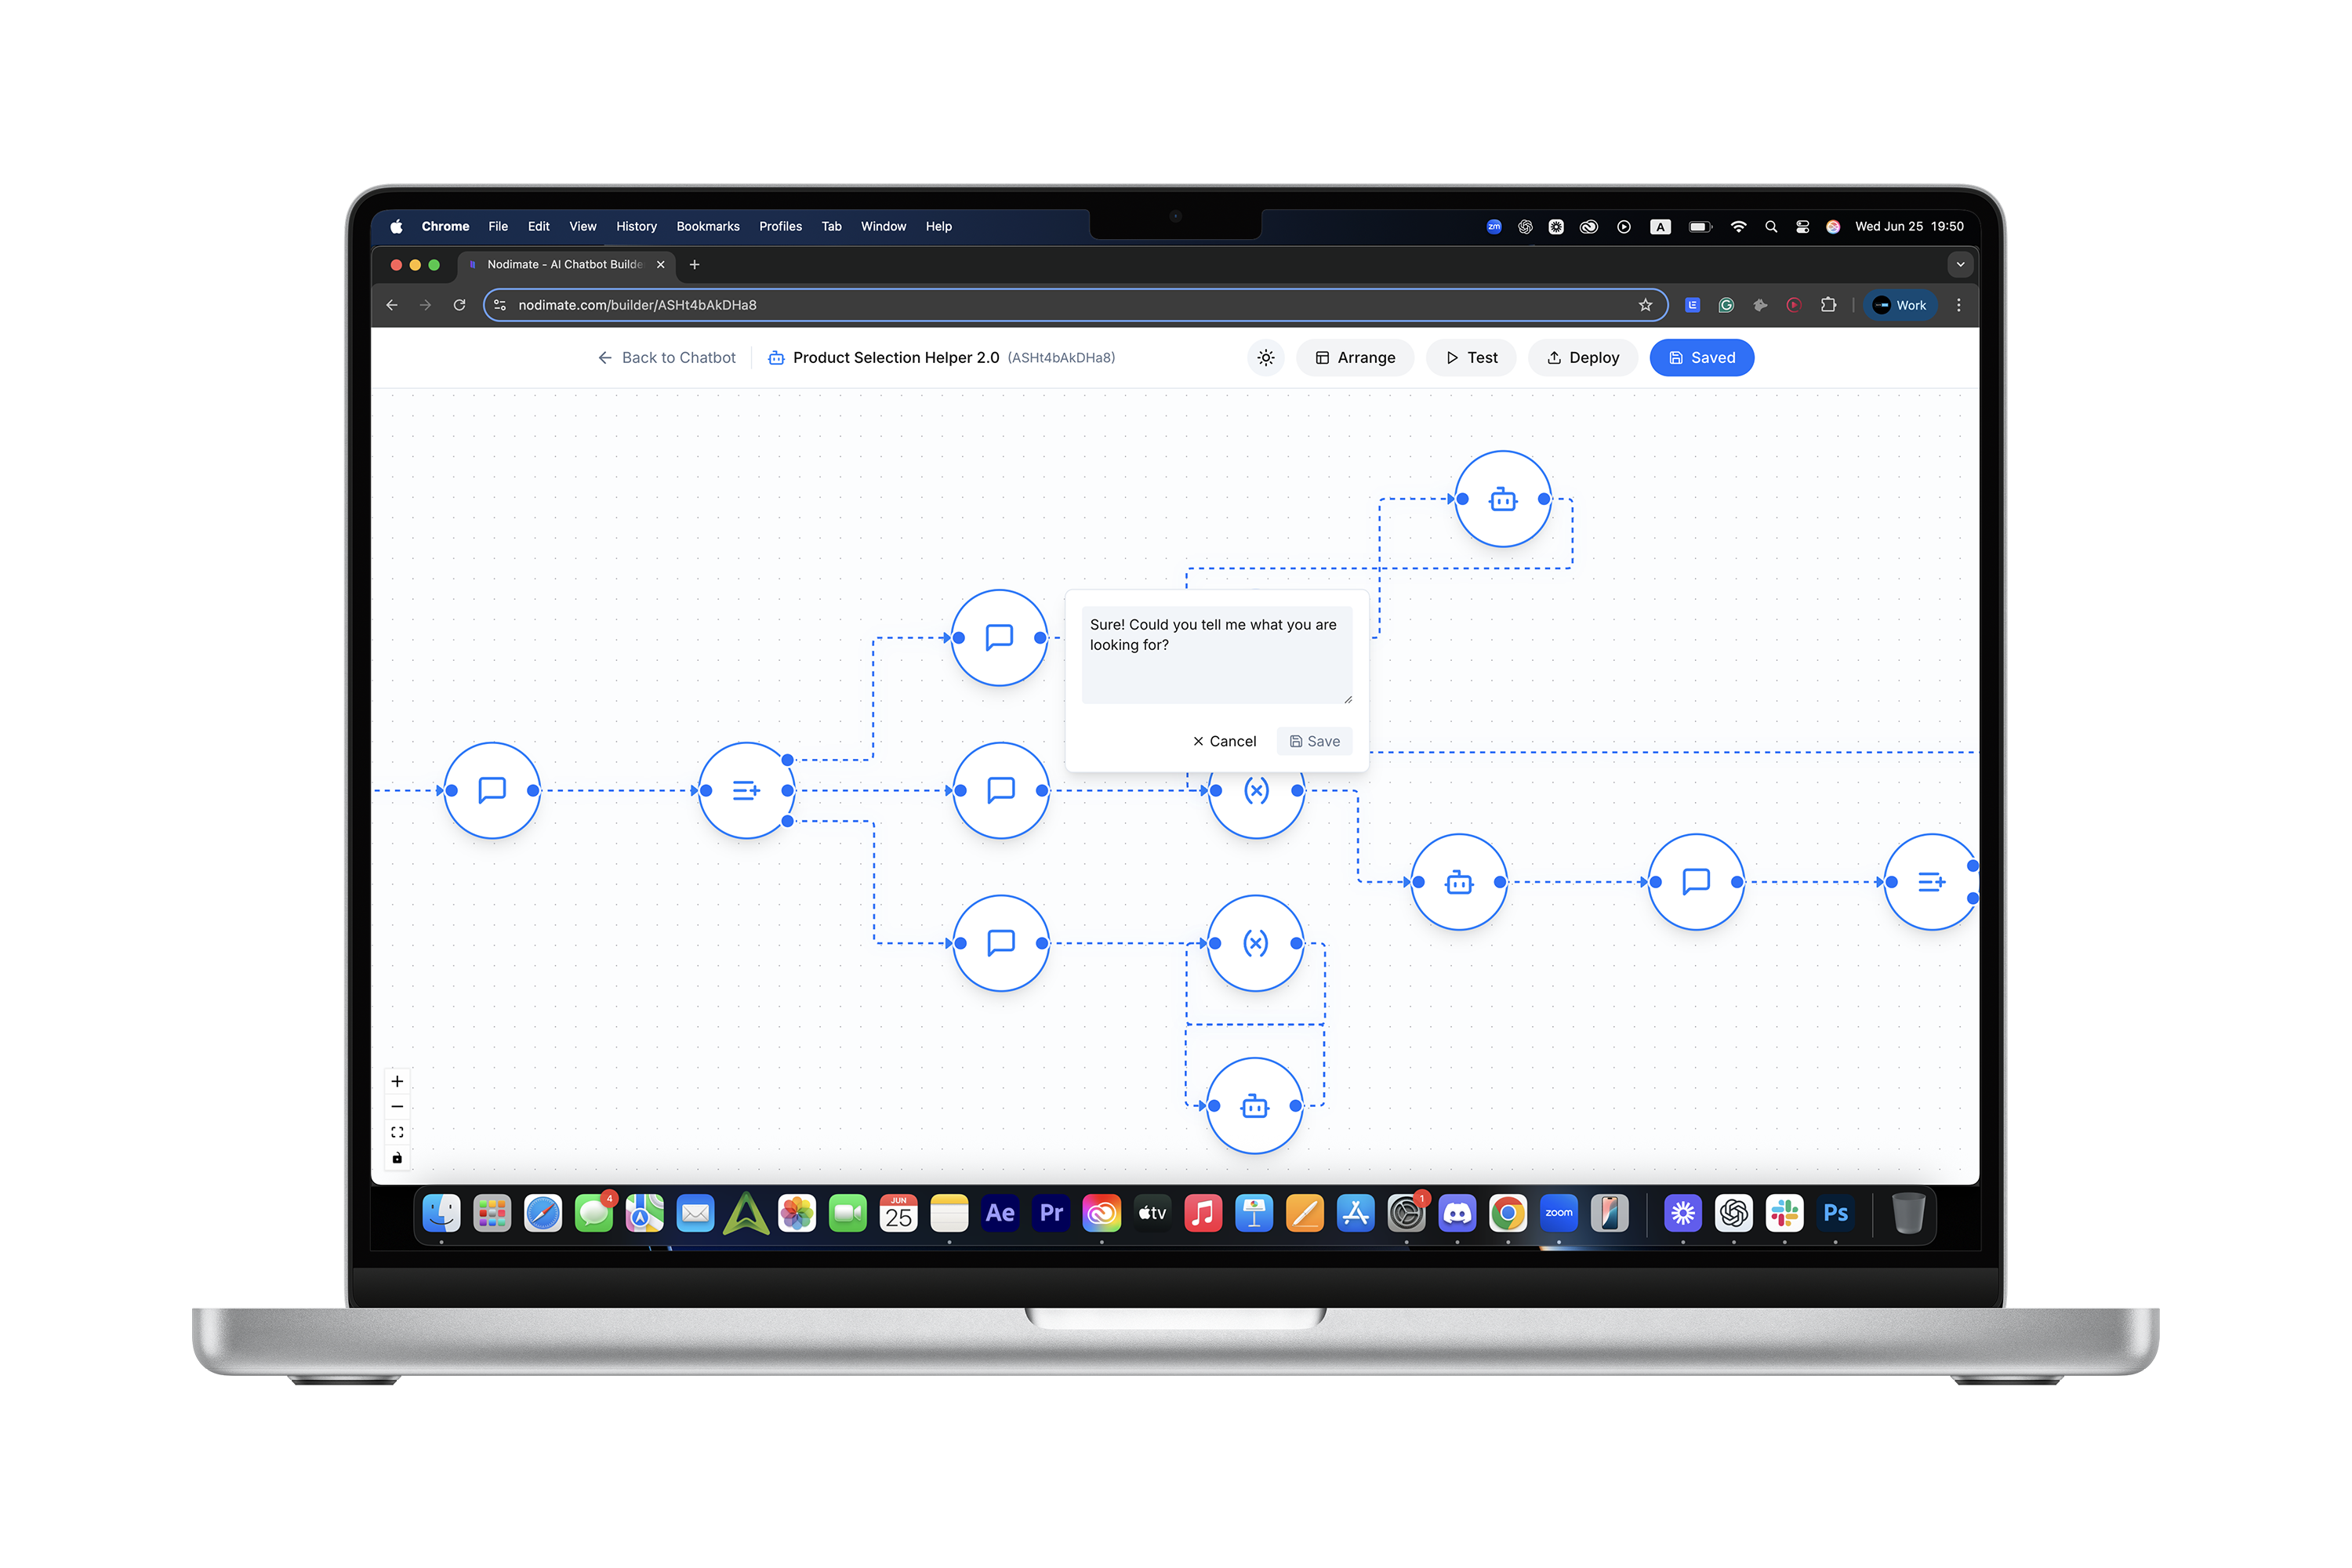 Chrome File Edit View History Bookmarks Profiles Tab Window Help
zm A Wed Jun 25 19:50
Nodimate - AI Chatbot Builde
nodimate.com/builder/ASHt4bAkDHa8
Work
Back to Chatbot
Product Selection Helper 2.0 (ASHt4bAkDHa8)
Arrange
Test
Deploy
Saved
Sure! Could you tell me what you are
looking for?
Cancel
Save
4
JUN
25
Ae
Pr
tv
1
zoom
Ps